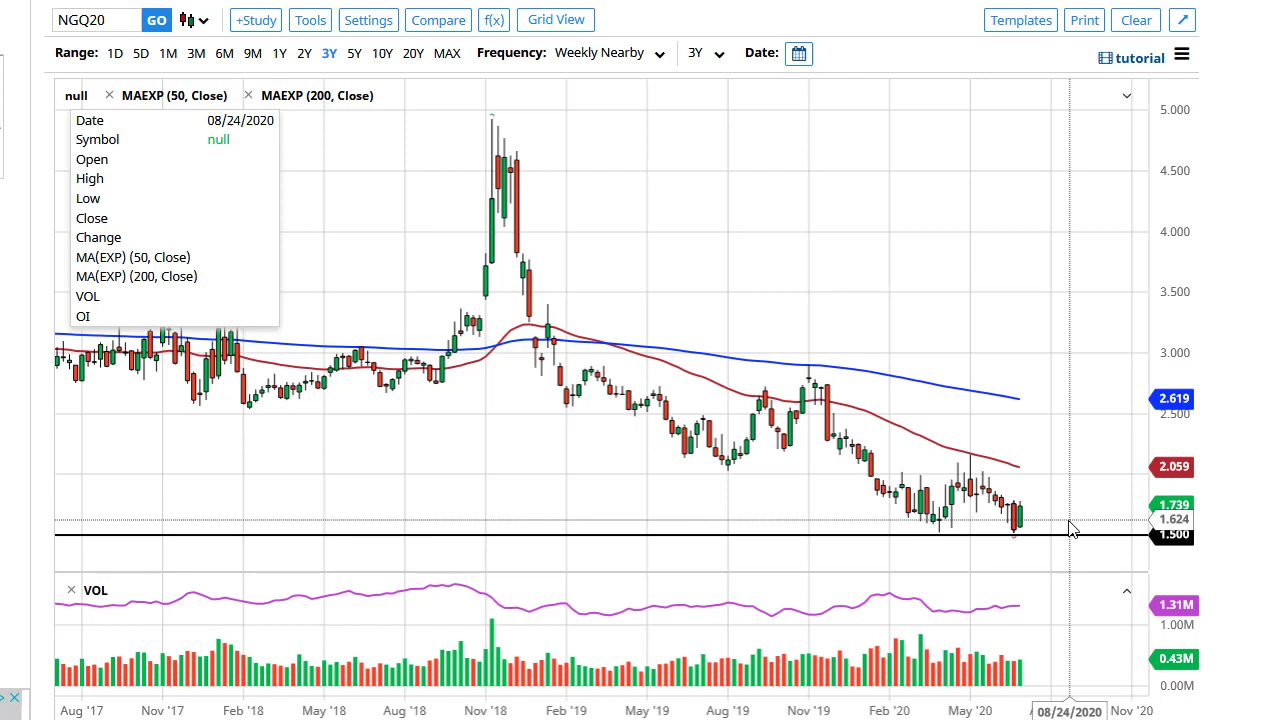 NGQ20 GO +Study Tools Settings Compare f(x) Grid View Templates Print Clear
Range: 1D 5D 1M 3M 6M 9M 1Y 2Y 3Y 5Y 10Y 20Y MAX Frequency: Weekly Nearby 3Y Date: tutorial
null MAEXP (50, Close) MAEXP (200, Close)
Date 08/24/2020
Symbol null
Open
High
Low
Close
Change
MA(EXP) (50, Close)
MA(EXP) (200, Close)
VOL
OI
5.000
4.500
4.000
3.500
3.000
2.619
2.500
2.059
1.739
1.624
1.500
VOL
1.31M
1.00M
0.43M
0.00M
Aug '17 Nov '17 Feb '18 May '18 Aug '18 Nov '18 Feb '19 May '19 Aug '19 Nov '19 Feb '20 May '20 08/24/2020 Nov '20